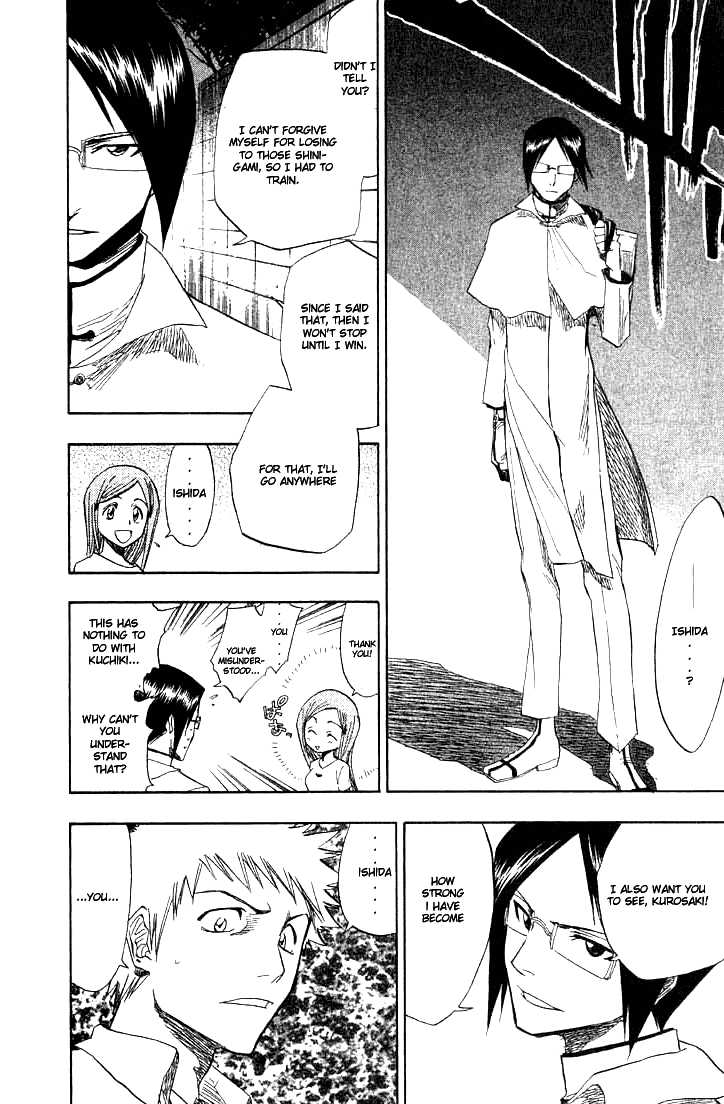 ISHIDA
. . . .
?
DIDN'T I
TELL
YOU?
I CAN'T FORGIVE
MYSELF FOR LOSING
TO THOSE SHINI-
GAMI, SO I HAD TO
TRAIN.
SINCE I SAID
THAT, THEN I
WON'T STOP
UNTIL I WIN.
FOR THAT, I'LL
GO ANYWHERE
. . . .
ISHIDA
. . . .
THANK
YOU!
. . . .
YOU
. . .
YOU'VE
MISUNDER-
STOOD...
THIS HAS
NOTHING TO
DO WITH
KUCHIKI...
WHY CAN'T
YOU
UNDER-
STAND
THAT?
I ALSO WANT YOU
TO SEE, KUROSAKI!
HOW
STRONG
I HAVE
BECOME
. . . .
ISHIDA
. . . .
...YOU...